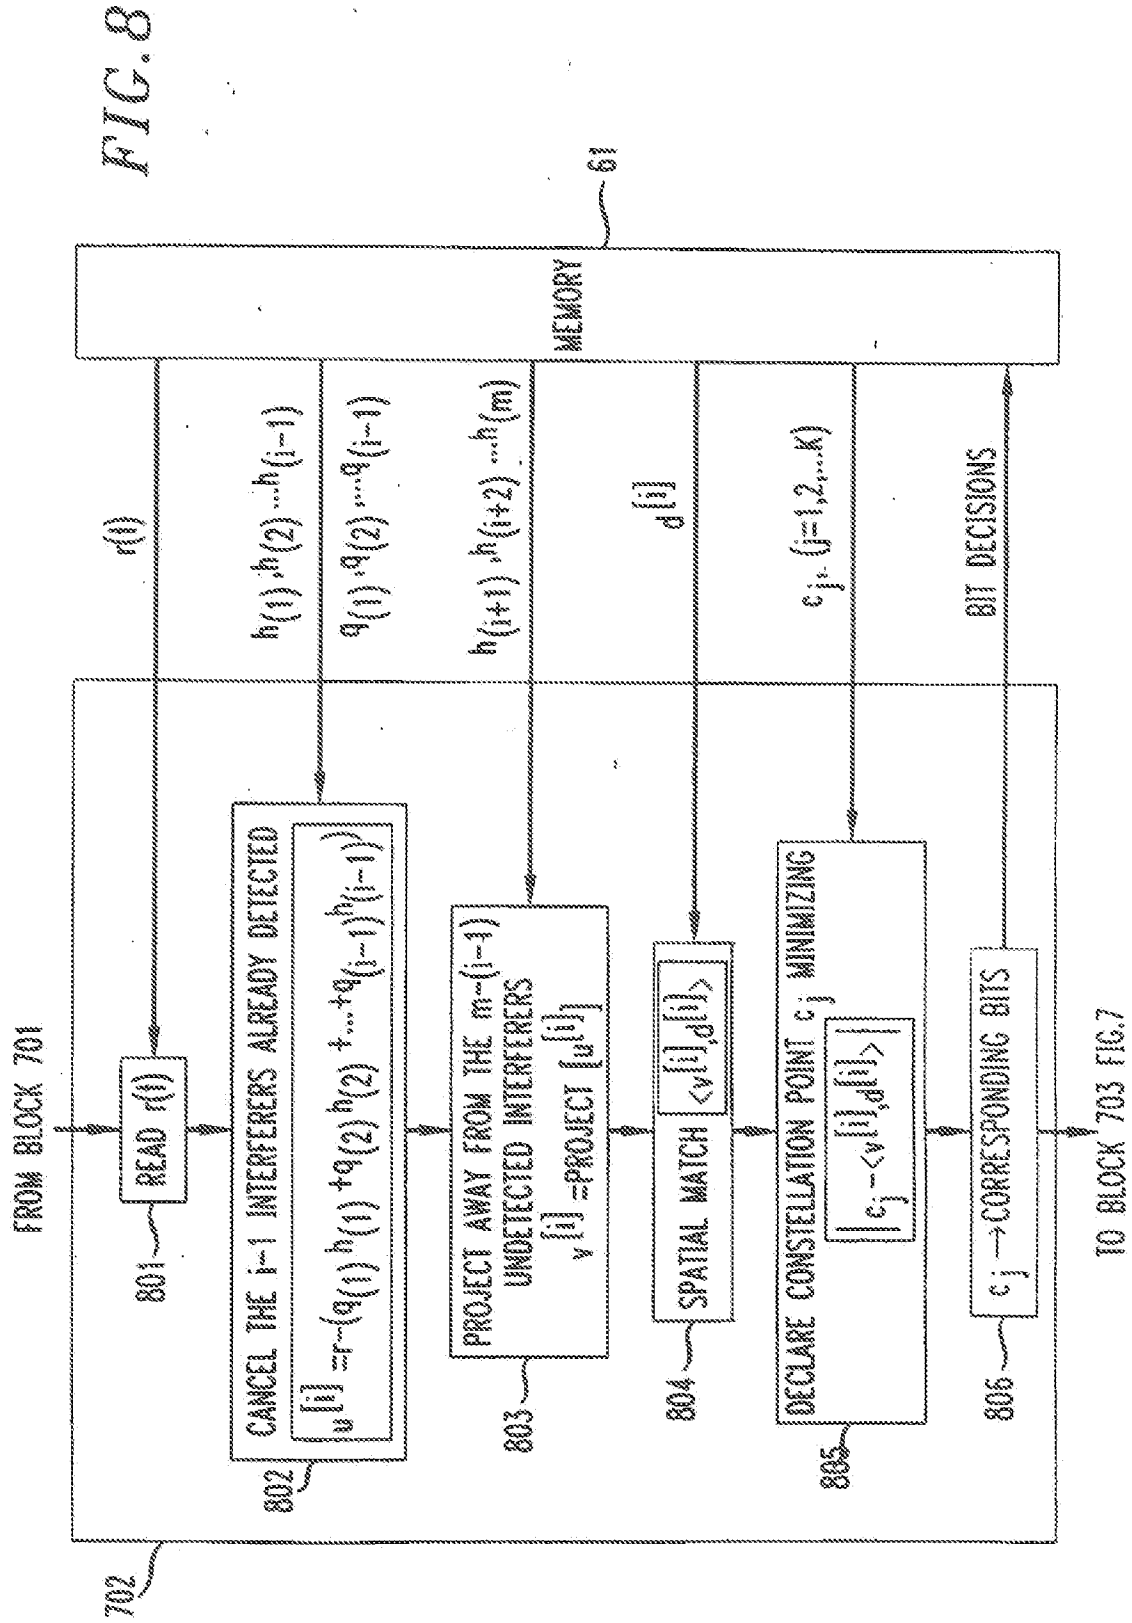 FIG. 8
FROM BLOCK 701
702
801
READ r(l)
r(l)
802
CANCEL THE i-1 INTERFERERS ALREADY DETECTED
u[i] =r-(q(1) h(1) +q(2) h(2) +...+q(i-1)h(i-1))
h(1),h(2) ...h(i-1)
q(1),q(2) ,...q(i-1)
803
PROJECT AWAY FROM THE m-(i-1)
UNDETECTED INTERFERERS
v[i] =PROJECT [u[i]]
h(i+1),h(i+2) ...h(m)
804
SPATIAL MATCH <v[i],d[i]>
d[i]
805
DECLARE CONSTELLATION POINT cj MINIMIZING
|cj -<v[i],d[i]>|
cj, (j=1,2,...K)
806
cj →CORRESPONDING BITS
BIT DECISIONS
MEMORY
61
TO BLOCK 703 FIG.7